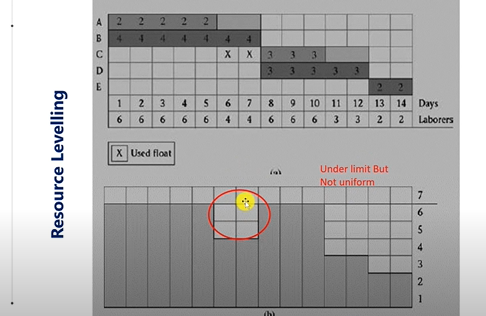 Resource Levelling
A 2 2 2 2 2
B 4 4 4 4 4 4 4
C X X 3 3 3
D 3 3 3 3 3
E 2 2
1 2 3 4 5 6 7 8 9 10 11 12 13 14 Days
6 6 6 6 6 4 4 6 6 6 3 3 2 2 Laborers
X Used float
(a)
Under limit But
Not uniform
7
6
5
4
3
2
1
(b)